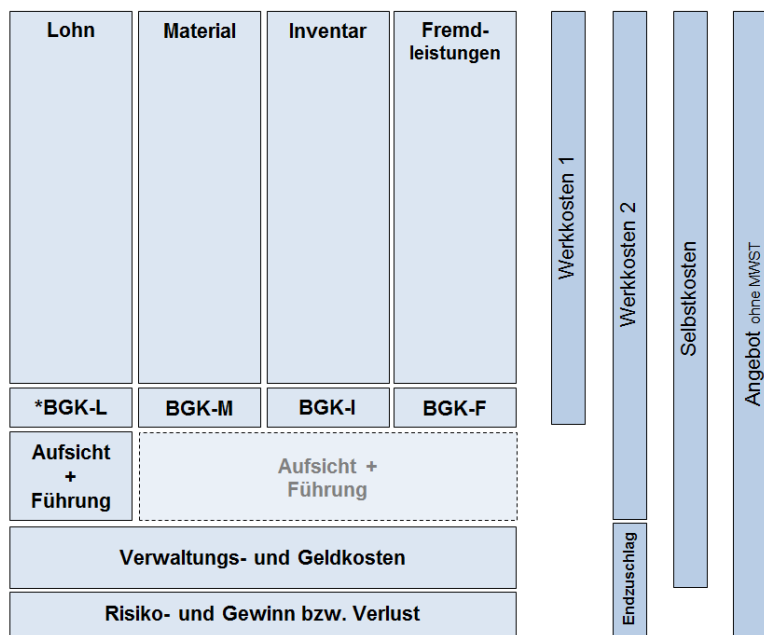 Lohn
Material
Inventar
Fremd-
leistungen
*BGK-L
BGK-M
BGK-I
BGK-F
Aufsicht
+
Führung
Aufsicht +
Führung
Verwaltungs- und Geldkosten
Risiko- und Gewinn bzw. Verlust
Werkkosten 1
Werkkosten 2
Endzuschlag
Selbstkosten
Angebot ohne MWST